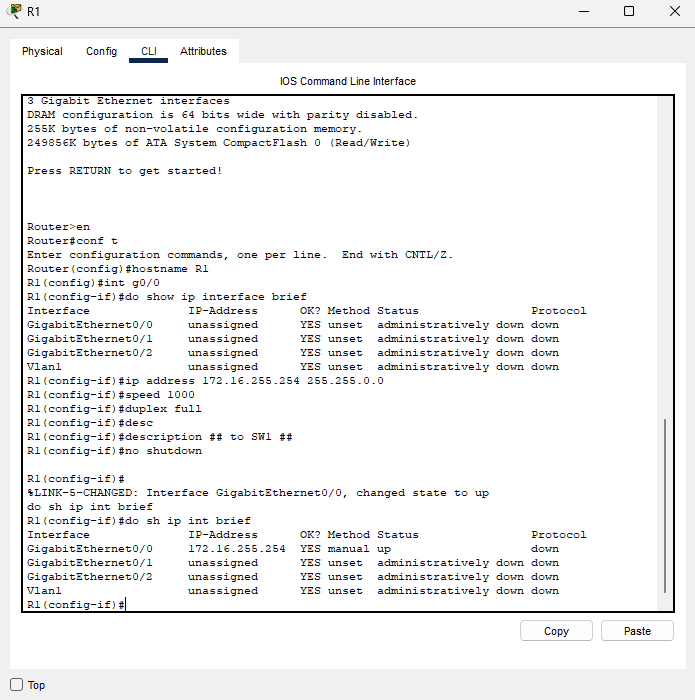 R1
Physical Config CLI Attributes
IOS Command Line Interface
3 Gigabit Ethernet interfaces
DRAM configuration is 64 bits wide with parity disabled.
255K bytes of non-volatile configuration memory.
249856K bytes of ATA System CompactFlash 0 (Read/Write)
Press RETURN to get started!
Router>en
Router#conf t
Enter configuration commands, one per line.  End with CNTL/Z.
Router(config)#hostname R1
R1(config)#int g0/0
R1(config-if)#do show ip interface brief
Interface              IP-Address      OK? Method Status                Protocol
GigabitEthernet0/0     unassigned      YES unset  administratively down down
GigabitEthernet0/1     unassigned      YES unset  administratively down down
GigabitEthernet0/2     unassigned      YES unset  administratively down down
Vlan1                  unassigned      YES unset  administratively down down
R1(config-if)#ip address 172.16.255.254 255.255.0.0
R1(config-if)#speed 1000
R1(config-if)#duplex full
R1(config-if)#desc
R1(config-if)#description ## to SW1 ##
R1(config-if)#no shutdown
R1(config-if)#
%LINK-5-CHANGED: Interface GigabitEthernet0/0, changed state to up
do sh ip int brief
R1(config-if)#do sh ip int brief
Interface              IP-Address      OK? Method Status                Protocol
GigabitEthernet0/0     172.16.255.254  YES manual up                    down
GigabitEthernet0/1     unassigned      YES unset  administratively down down
GigabitEthernet0/2     unassigned      YES unset  administratively down down
Vlan1                  unassigned      YES unset  administratively down down
R1(config-if)#
Copy Paste
Top